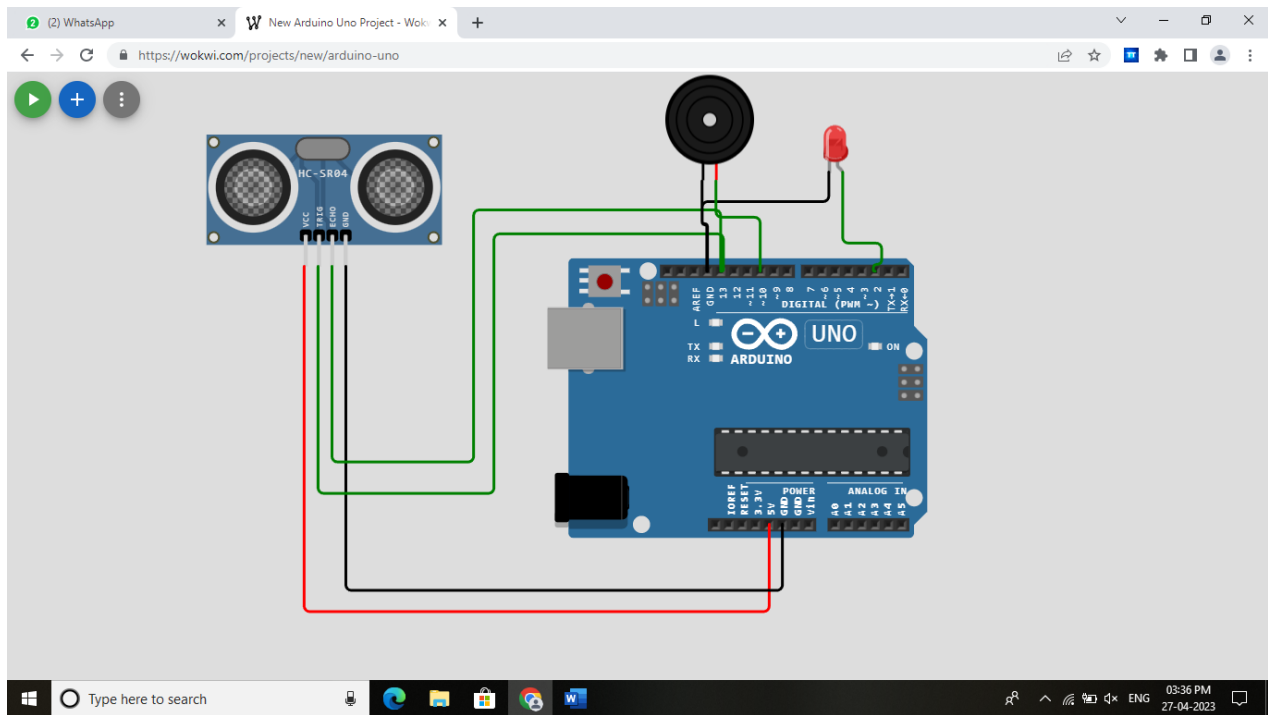 2 (2) WhatsApp
W New Arduino Uno Project - Wokw
https://wokwi.com/projects/new/arduino-uno
HC-SR04
VCC
TRIG
ECHO
GND
AREF
GND
13
12
~11
~10
~9
8
7
~6
~5
4
~3
2
TX→1
RX←0
DIGITAL (PWM ~)
L
TX
RX
ARDUINO
UNO
ON
IOREF
RESET
3.3V
5V
GND
GND
Vin
POWER
ANALOG IN
A0
A1
A2
A3
A4
A5
Type here to search
W
ENG
03:36 PM
27-04-2023